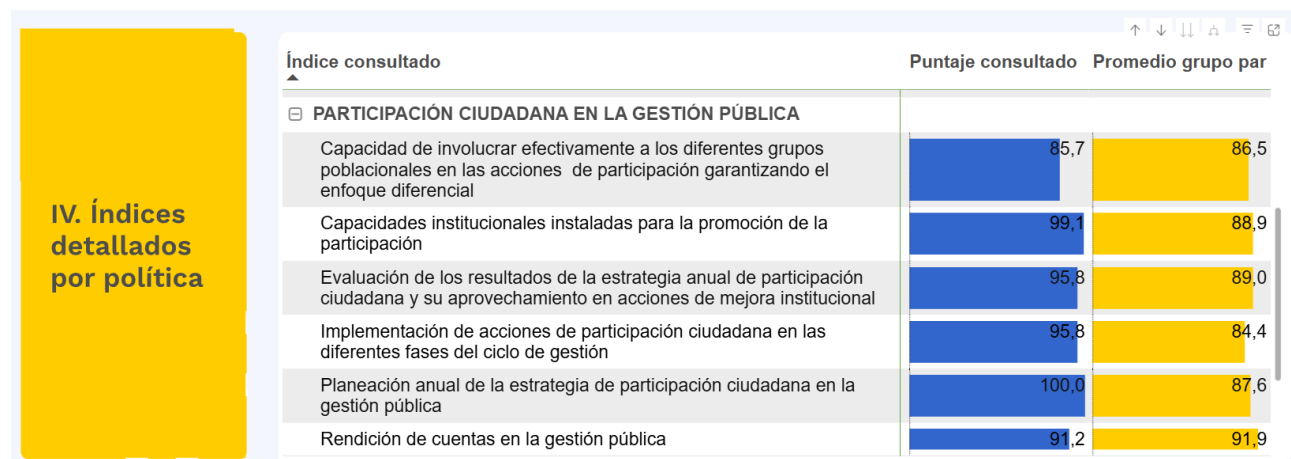 IV. Índices
detallados
por política
Índice consultado Puntaje consultado Promedio grupo par
PARTICIPACIÓN CIUDADANA EN LA GESTIÓN PÚBLICA
Capacidad de involucrar efectivamente a los diferentes grupos 85,7 86,5
poblacionales en las acciones de participación garantizando el
enfoque diferencial
Capacidades institucionales instaladas para la promoción de la 99,1 88,9
participación
Evaluación de los resultados de la estrategia anual de participación 95,8 89,0
ciudadana y su aprovechamiento en acciones de mejora institucional
Implementación de acciones de participación ciudadana en las 95,8 84,4
diferentes fases del ciclo de gestión
Planeación anual de la estrategia de participación ciudadana en la 100,0 87,6
gestión pública
Rendición de cuentas en la gestión pública 91,2 91,9